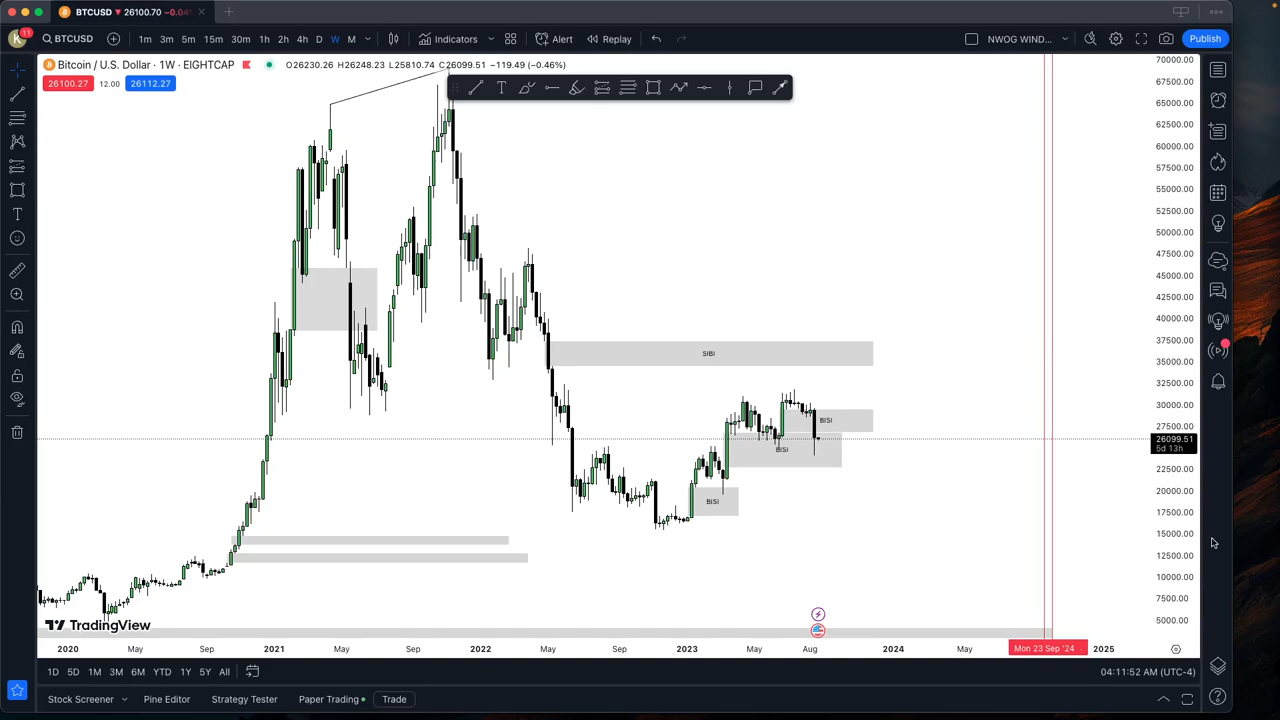 BTCUSD 26100.70 −0.04
K 11 BTCUSD 1m 3m 5m 15m 30m 1h 2h 4h D W M Indicators Alert Replay NWOG WIND... Publish
Bitcoin / U.S. Dollar · 1W · EIGHTCAP O26230.26 H26248.23 L25810.74 C26099.51 −119.49 (−0.46%)
26100.27 12.00 26112.27
70000.00
67500.00
65000.00
62500.00
60000.00
57500.00
55000.00
52500.00
50000.00
47500.00
45000.00
42500.00
40000.00
37500.00
SIBI
35000.00
32500.00
30000.00
BISI
27500.00
26099.51
5d 13h
BISI
22500.00
20000.00
BISI
17500.00
15000.00
12500.00
10000.00
7500.00
5000.00
TradingView
2020 May Sep 2021 May Sep 2022 May Sep 2023 May Aug 2024 May Mon 23 Sep '24 2025
1D 5D 1M 3M 6M YTD 1Y 5Y All 04:11:52 AM (UTC-4)
Stock Screener Pine Editor Strategy Tester Paper Trading Trade